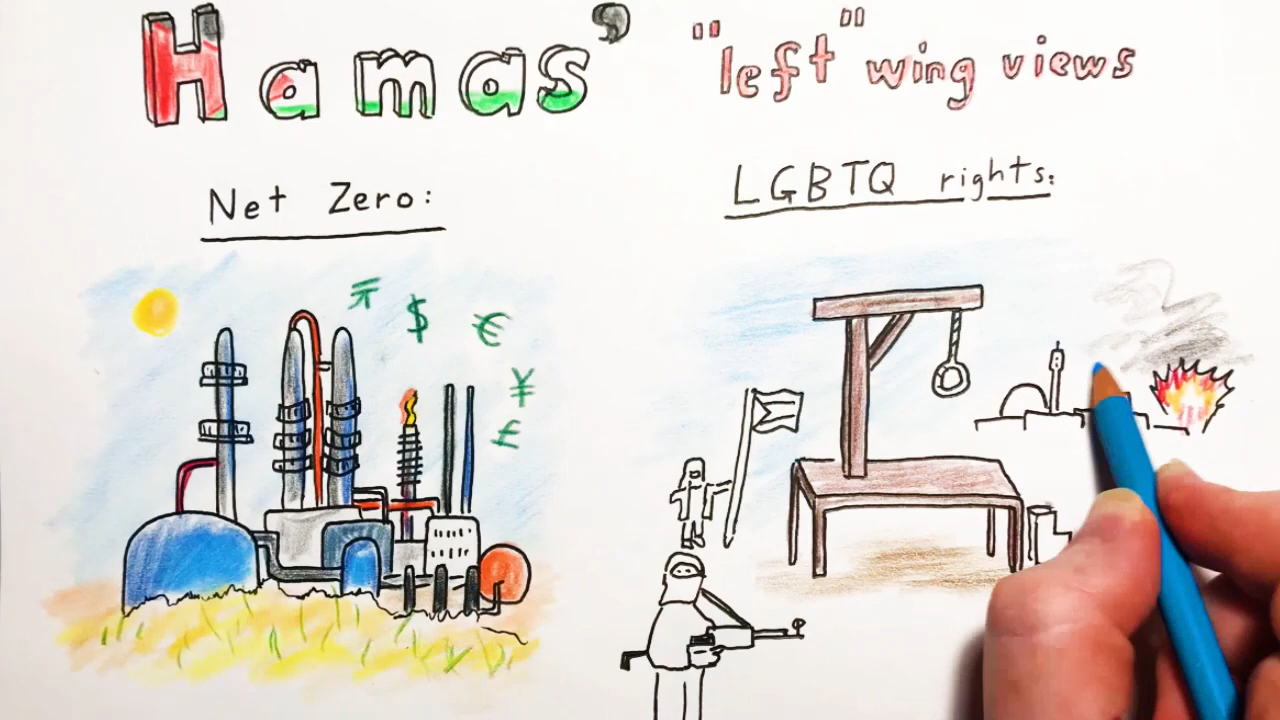 Hamas' "left" wing views
Net Zero:
LGBTQ rights:
$
€
¥
£